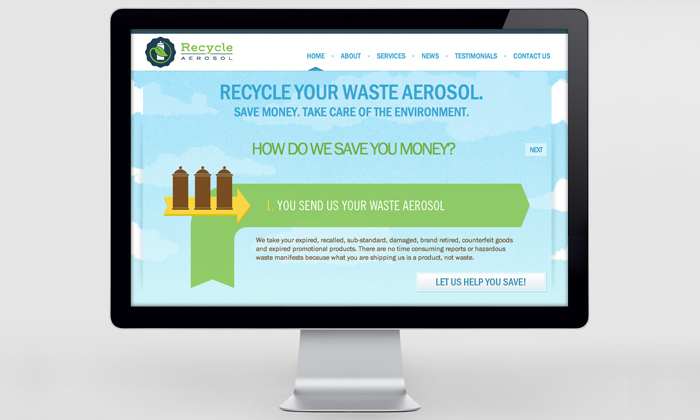 Recycle
AEROSOL
HOME • ABOUT • SERVICES • NEWS • TESTIMONIALS • CONTACT US
RECYCLE YOUR WASTE AEROSOL.
SAVE MONEY. TAKE CARE OF THE ENVIRONMENT.
HOW DO WE SAVE YOU MONEY?
NEXT
1. YOU SEND US YOUR WASTE AEROSOL
We take your expired, recalled, sub-standard, damaged, brand retired, counterfeit goods
and expired promotional products. There are no time consuming reports or hazardous
waste manifests because what you are shipping us is a product, not waste.
LET US HELP YOU SAVE!